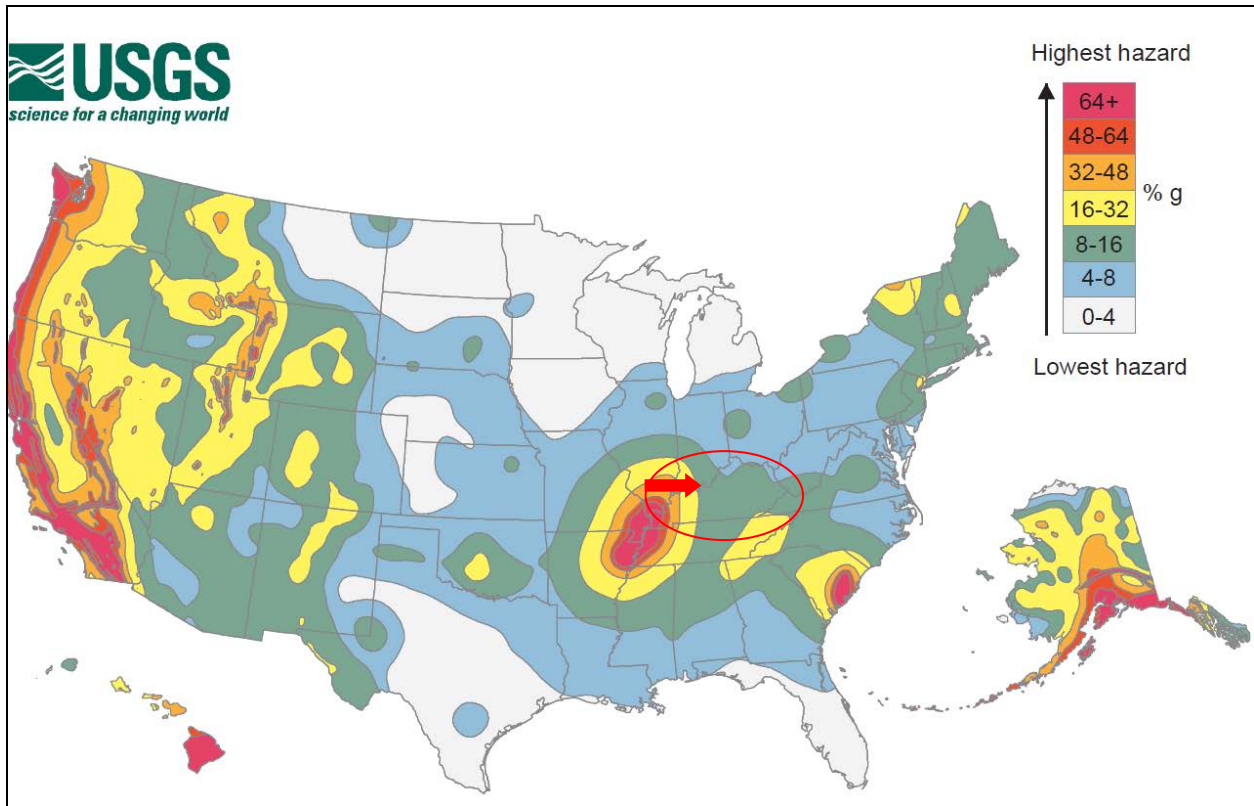 USGS
science for a changing world
Highest hazard
64+
48-64
32-48
16-32
% g
8-16
4-8
0-4
Lowest hazard